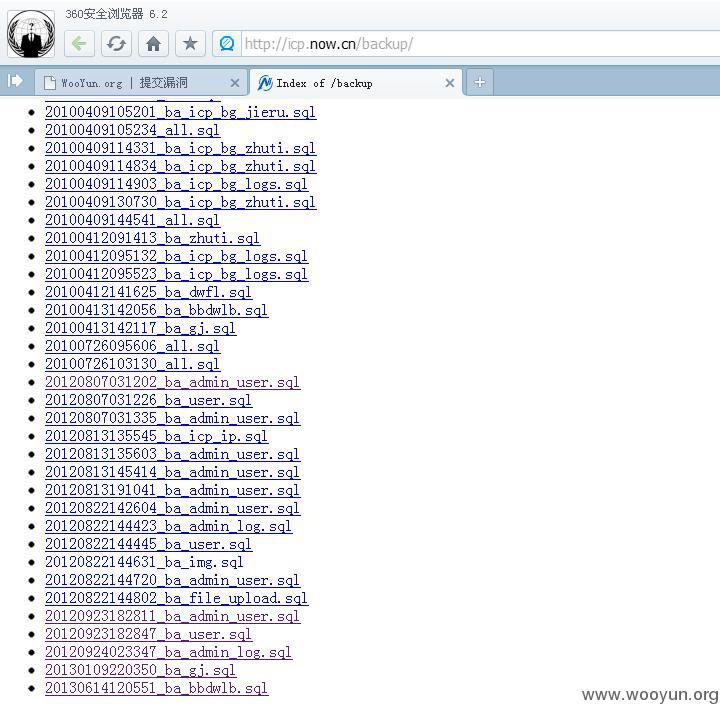 360安全浏览器 6.2
http://icp.now.cn/backup/
WooYun.org | 提交漏洞
Index of /backup
20100409105201_ba_icp_bg_jieru.sql
20100409105234_all.sql
20100409114331_ba_icp_bg_zhuti.sql
20100409114834_ba_icp_bg_zhuti.sql
20100409114903_ba_icp_bg_logs.sql
20100409130730_ba_icp_bg_zhuti.sql
20100409144541_all.sql
20100412091413_ba_zhuti.sql
20100412095132_ba_icp_bg_logs.sql
20100412095523_ba_icp_bg_logs.sql
20100412141625_ba_dwfl.sql
20100413142056_ba_bbdwlb.sql
20100413142117_ba_gj.sql
20100726095606_all.sql
20100726103130_all.sql
20120807031202_ba_admin_user.sql
20120807031226_ba_user.sql
20120807031335_ba_admin_user.sql
20120813135545_ba_icp_ip.sql
20120813135603_ba_admin_user.sql
20120813145414_ba_admin_user.sql
20120813191041_ba_admin_user.sql
20120822142604_ba_admin_user.sql
20120822144423_ba_admin_log.sql
20120822144445_ba_user.sql
20120822144631_ba_img.sql
20120822144720_ba_admin_user.sql
20120822144802_ba_file_upload.sql
20120923182811_ba_admin_user.sql
20120923182847_ba_user.sql
20120924023347_ba_admin_log.sql
20130109220350_ba_gj.sql
20130614120551_ba_bbdwlb.sql
www.wooyun.org